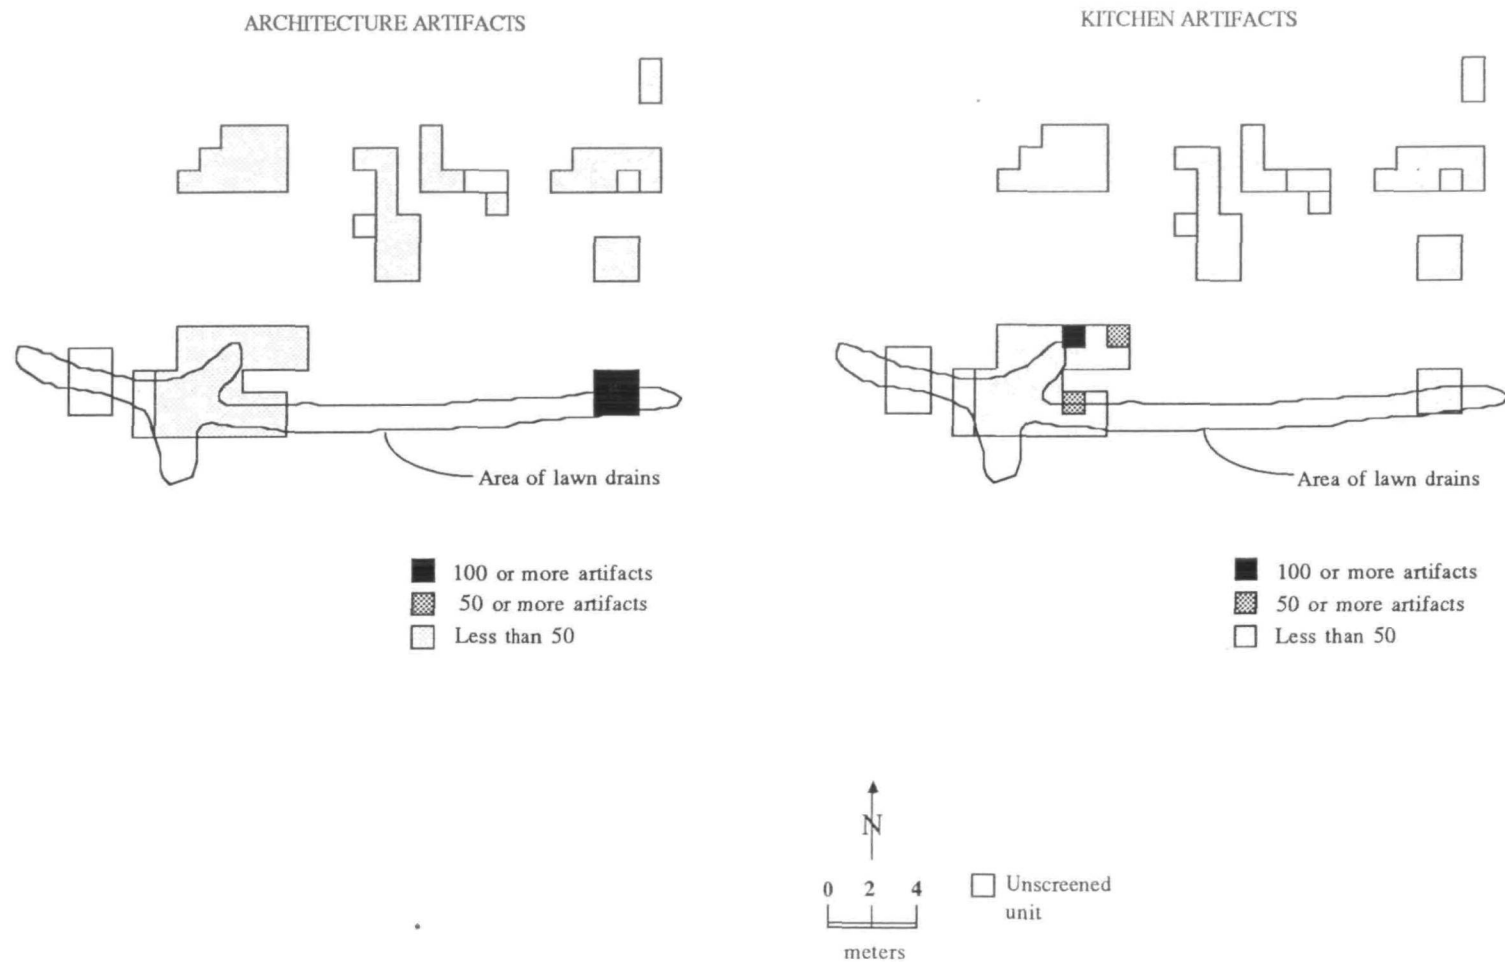 ARCHITECTURE ARTIFACTS
KITCHEN ARTIFACTS
Area of lawn drains
Area of lawn drains
100 or more artifacts
50 or more artifacts
Less than 50
100 or more artifacts
50 or more artifacts
Less than 50
N
0 2 4
meters
Unscreened
unit